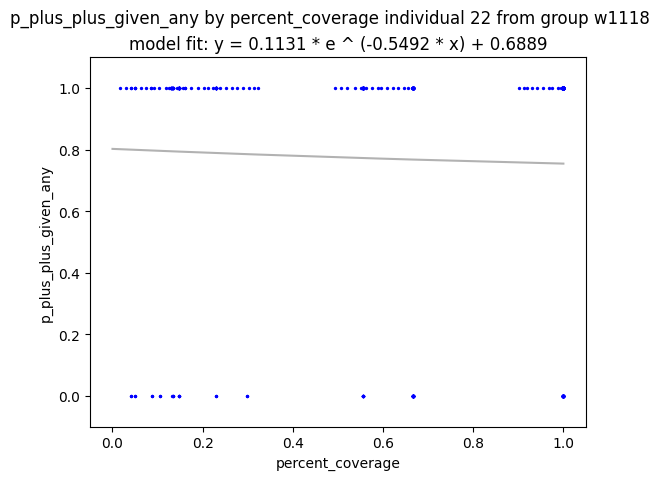 p_plus_plus_given_any by percent_coverage individual 22 from group w1118
model fit: y = 0.1131 * e ^ (-0.5492 * x) + 0.6889
p_plus_plus_given_any
1.0
0.8
0.6
0.4
0.2
0.0
0.0 0.2 0.4 0.6 0.8 1.0
percent_coverage